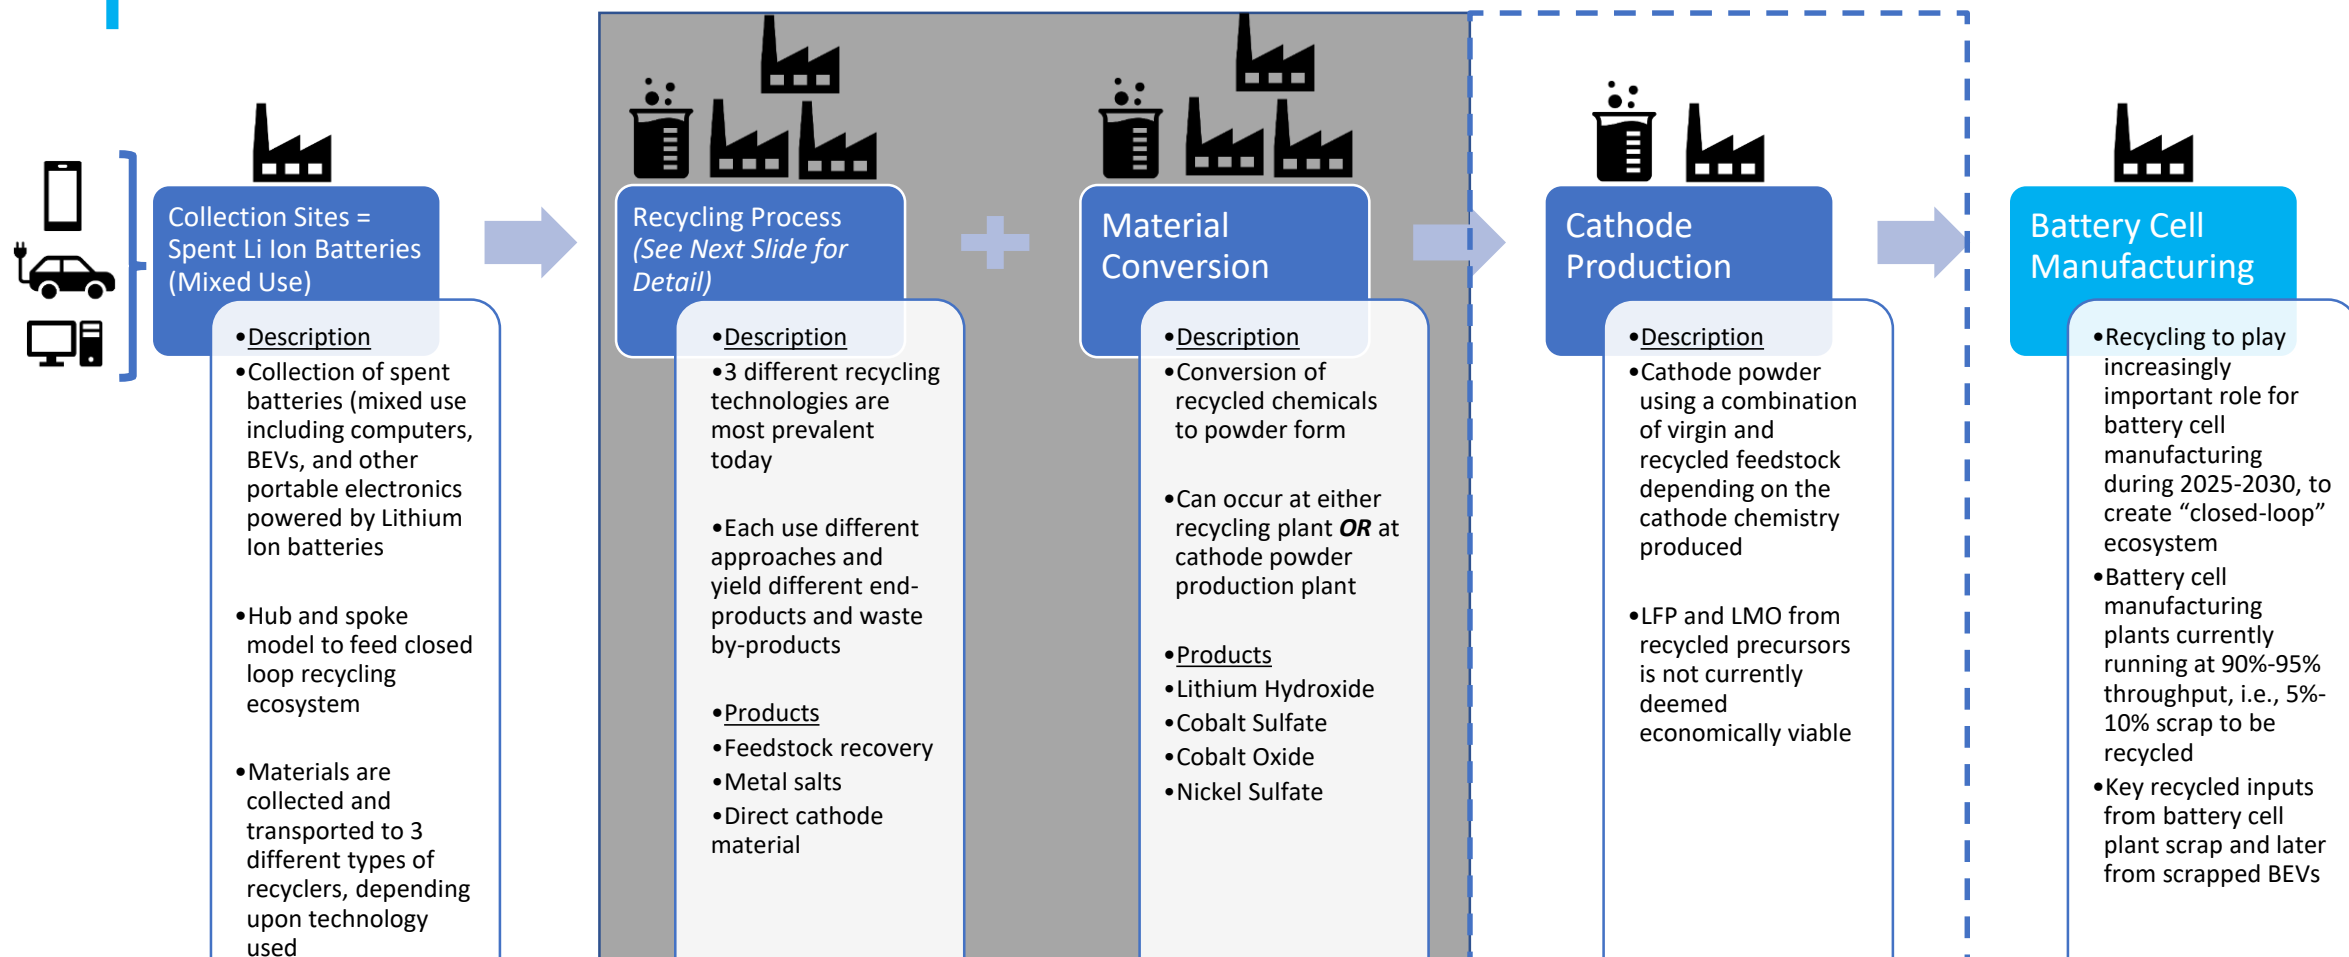 Collection Sites =
Spent Li Ion Batteries
(Mixed Use)
•Description
•Collection of spent
batteries (mixed use
including computers,
BEVs, and other
portable electronics
powered by Lithium
Ion batteries
•Hub and spoke
model to feed closed
loop recycling
ecosystem
•Materials are
collected and
transported to 3
different types of
recyclers, depending
upon technology
used
Recycling Process
(See Next Slide for
Detail)
•Description
•3 different recycling
technologies are
most prevalent
today
•Each use different
approaches and
yield different end-
products and waste
by-products
•Products
•Feedstock recovery
•Metal salts
•Direct cathode
material
Material
Conversion
•Description
•Conversion of
recycled chemicals
to powder form
•Can occur at either
recycling plant OR at
cathode powder
production plant
•Products
•Lithium Hydroxide
•Cobalt Sulfate
•Cobalt Oxide
•Nickel Sulfate
Cathode
Production
•Description
•Cathode powder
using a combination
of virgin and
recycled feedstock
depending on the
cathode chemistry
produced
•LFP and LMO from
recycled precursors
is not currently
deemed
economically viable
Battery Cell
Manufacturing
•Recycling to play
increasingly
important role for
battery cell
manufacturing
during 2025-2030, to
create “closed-loop”
ecosystem
•Battery cell
manufacturing
plants currently
running at 90%-95%
throughput, i.e., 5%-
10% scrap to be
recycled
•Key recycled inputs
from battery cell
plant scrap and later
from scrapped BEVs